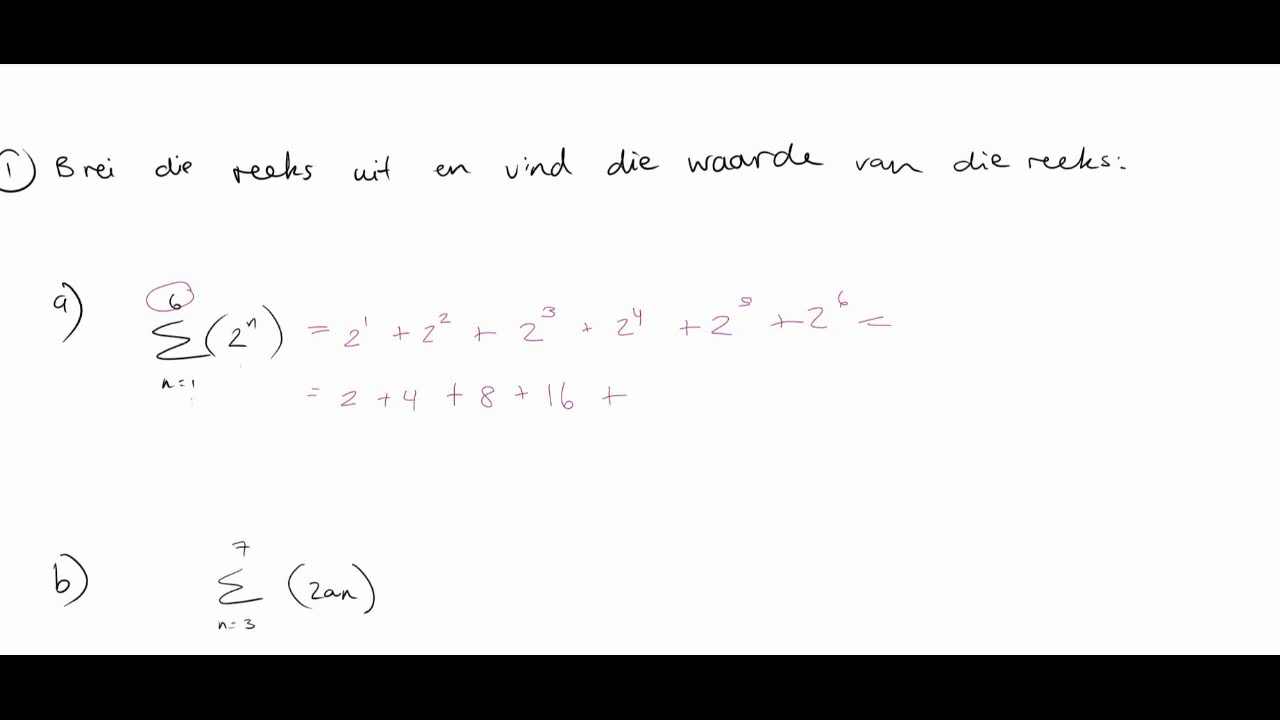 ① Brei die reeks uit en vind die waarde van die reeks:
a) 6
∑ (2ⁿ) = 2¹ + 2² + 2³ + 2⁴ + 2⁵ + 2⁶ =
n=1
= 2 + 4 + 8 + 16 +
b) 7
∑ (2an)
n=3